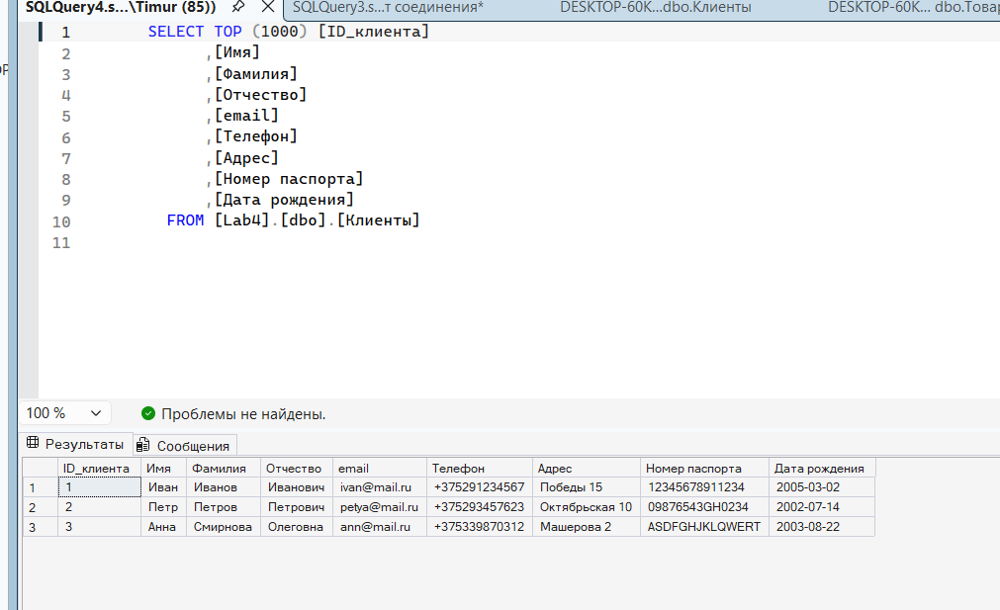 SQLQuery4.s...\Timur (85)) SQLQuery3.s...т соединения* DESKTOP-60K...dbo.Клиенты DESKTOP-60K... dbo.Товар
1 SELECT TOP (1000) [ID_клиента]
2 ,[Имя]
3 ,[Фамилия]
4 ,[Отчество]
5 ,[email]
6 ,[Телефон]
7 ,[Адрес]
8 ,[Номер паспорта]
9 ,[Дата рождения]
10 FROM [Lab4].[dbo].[Клиенты]
11
100 % Проблемы не найдены.
Результаты Сообщения
ID_клиента Имя Фамилия Отчество email Телефон Адрес Номер паспорта Дата рождения
1 1 Иван Иванов Иванович ivan@mail.ru +375291234567 Победы 15 12345678911234 2005-03-02
2 2 Петр Петров Петрович petya@mail.ru +375293457623 Октябрьская 10 09876543GH0234 2002-07-14
3 3 Анна Смирнова Олеговна ann@mail.ru +375339870312 Машерова 2 ASDFGHJKLQWERT 2003-08-22